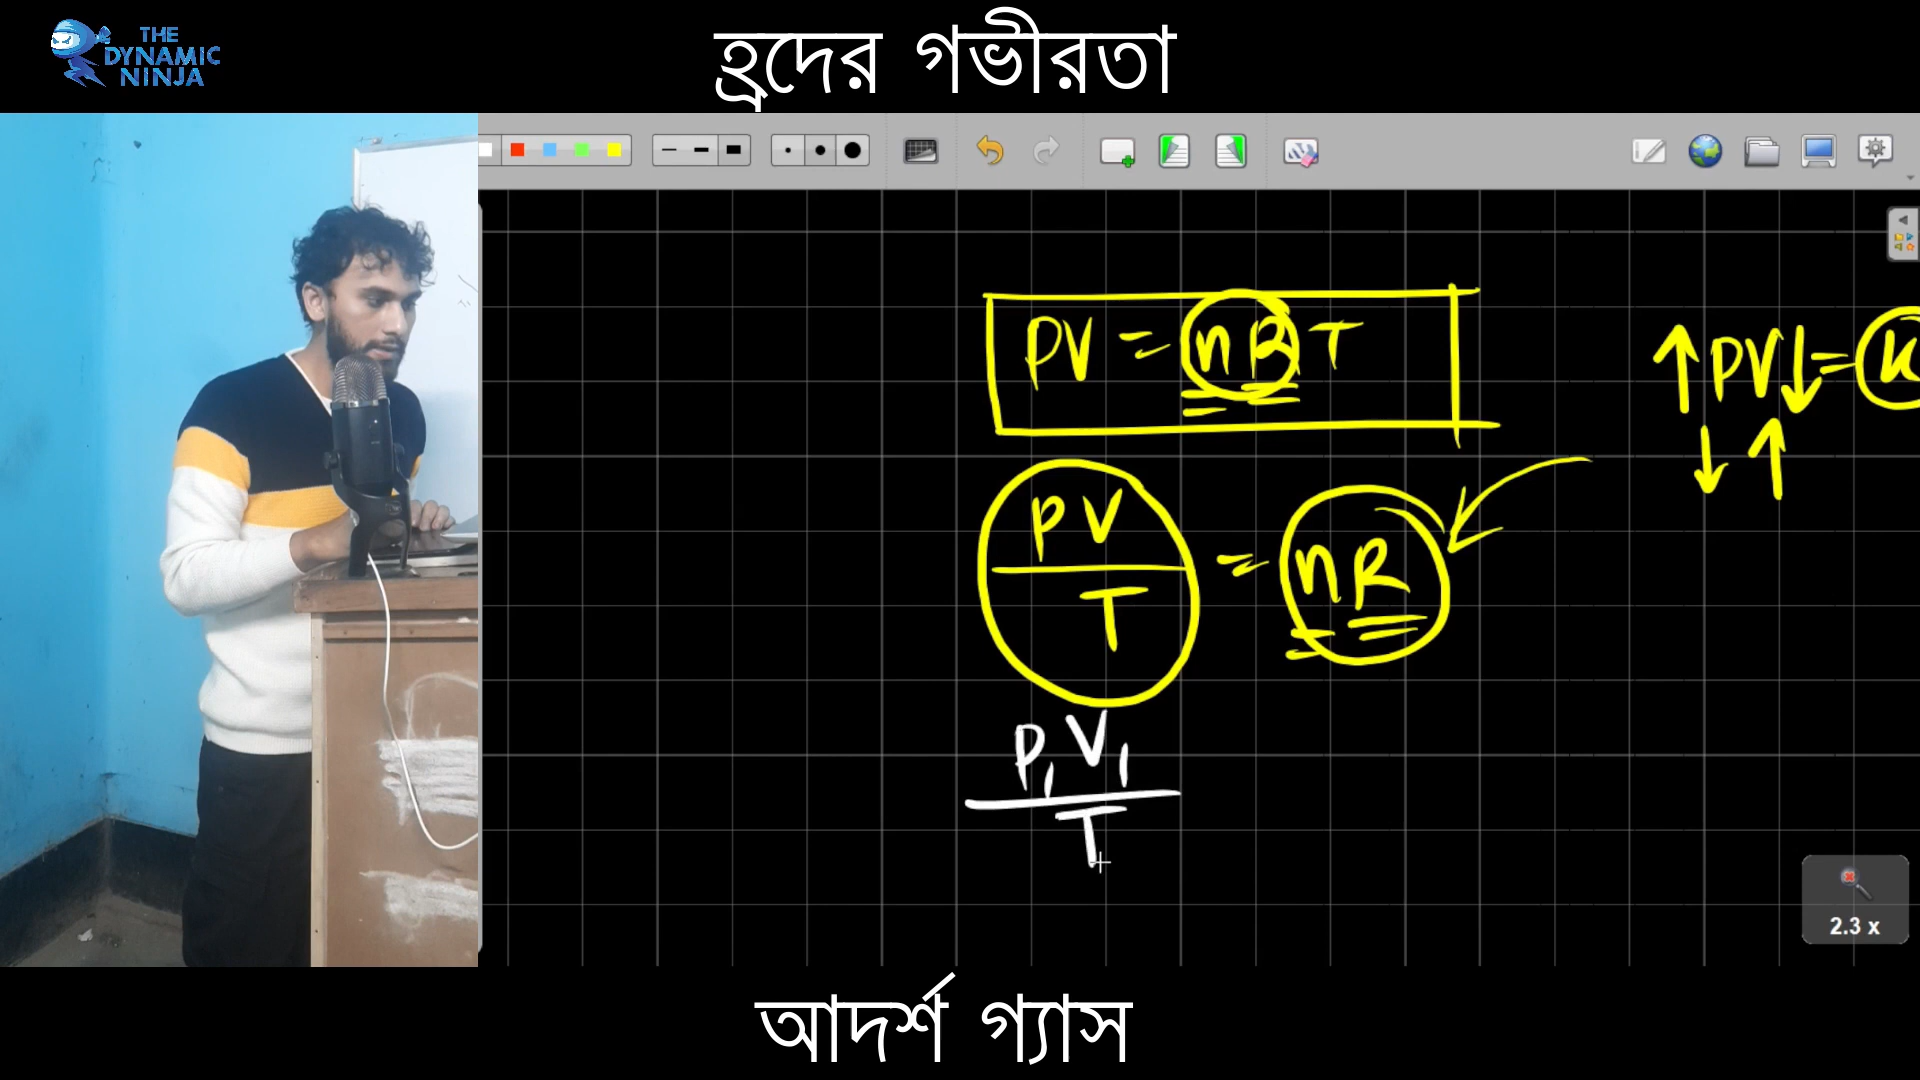 THE
DYNAMIC
NINJA
হ্রদের গভীরতা
PV = nRT
↑PV↓ = K
↓ ↑
PV
T
= nR
P₁V₁
T
2.3 x
আদর্শ গ্যাস